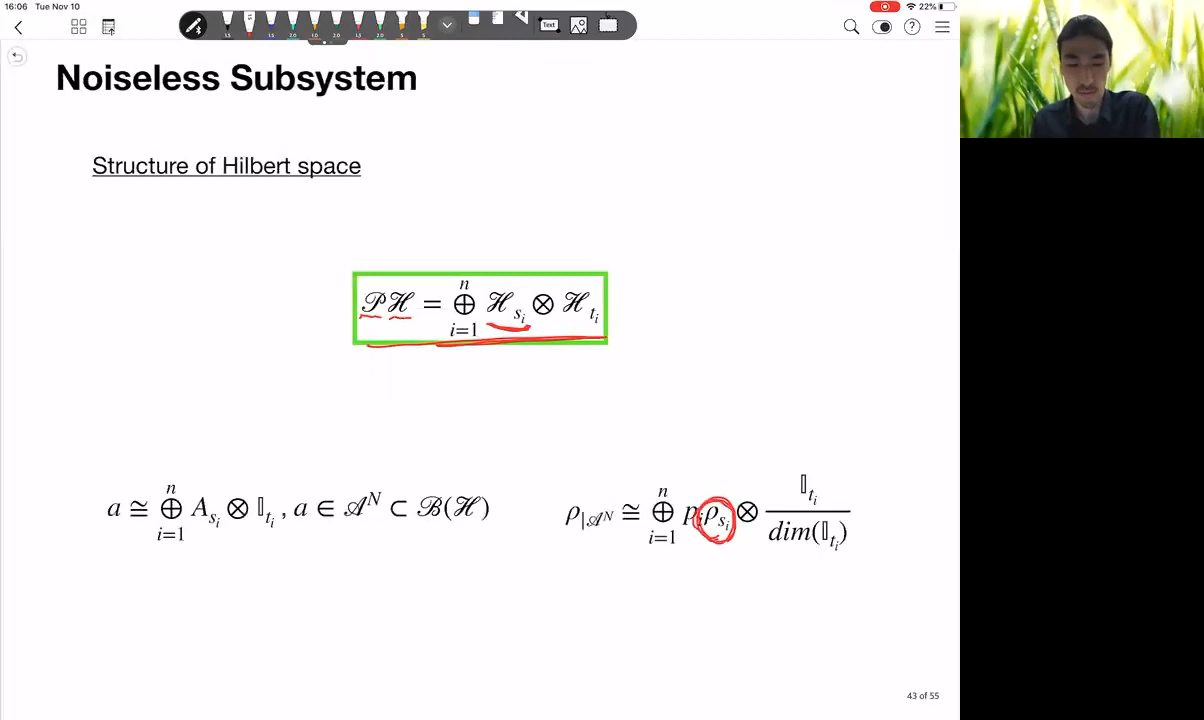 16:06 Tue Nov 10 22%
Text
Noiseless Subsystem
Structure of Hilbert space
𝒫ℋ = ⊕ⁿᵢ₌₁ ℋ_{s_i} ⊗ ℋ_{t_i}
a ≅ ⊕ⁿᵢ₌₁ A_{s_i} ⊗ 𝕀_{t_i} , a ∈ 𝒜^N ⊂ ℬ(ℋ)
ρ_{|𝒜^N} ≅ ⊕ⁿᵢ₌₁ p_i ρ_{s_i} ⊗ 𝕀_{t_i} / dim(𝕀_{t_i})
43 of 55